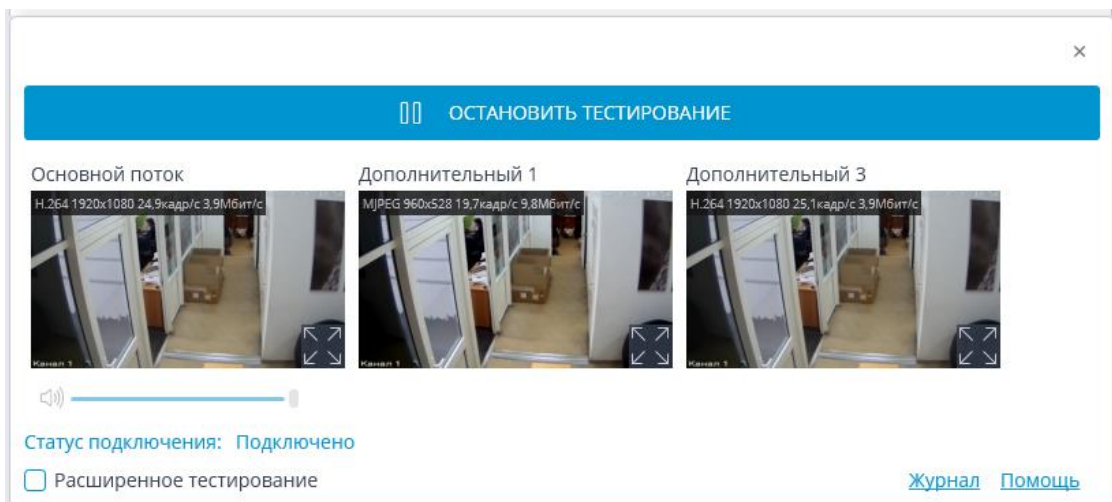 ОСТАНОВИТЬ ТЕСТИРОВАНИЕ
Основной поток
Дополнительный 1
Дополнительный 3
H.264 1920x1080 24,9кадр/с 3,9Мбит/с
MJPEG 960x528 19,7кадр/с 9,8Мбит/с
H.264 1920x1080 25,1кадр/с 3,9Мбит/с
Канал 1
Канал 1
Канал 1
Статус подключения: Подключено
Расширенное тестирование
Журнал Помощь